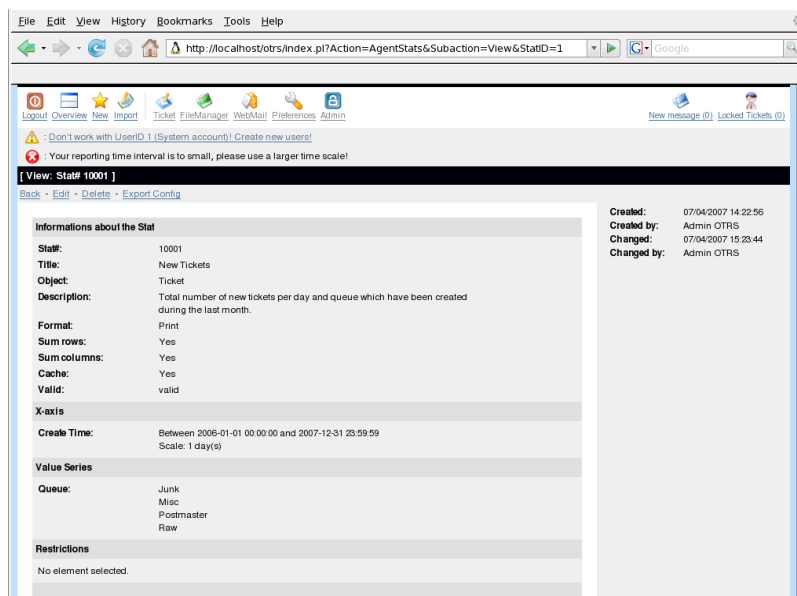 File Edit View History Bookmarks Tools Help
http://localhost/otrs/index.pl?Action=AgentStats&Subaction=View&StatID=1
G Google
Logout Overview New Import Ticket FileManager WebMail Preferences Admin New message (0) Locked Tickets (0)
: Don't work with UserID 1 (System account)! Create new users!
: Your reporting time interval is to small, please use a larger time scale!
[ View: Stat# 10001 ]
Back - Edit - Delete - Export Config
Informations about the Stat
Stat#: 10001
Title: New Tickets
Object: Ticket
Description: Total number of new tickets per day and queue which have been created
during the last month.
Format: Print
Sum rows: Yes
Sum columns: Yes
Cache: Yes
Valid: valid
X-axis
Create Time: Between 2006-01-01 00:00:00 and 2007-12-31 23:59:59
Scale: 1 day(s)
Value Series
Queue: Junk
Misc
Postmaster
Raw
Restrictions
No element selected.
Created: 07/04/2007 14:22:56
Created by: Admin OTRS
Changed: 07/04/2007 15:23:44
Changed by: Admin OTRS